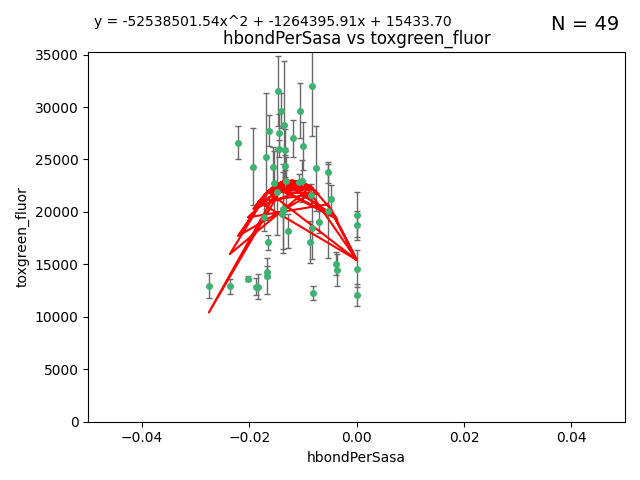 y = -52538501.54x^2 + -1264395.91x + 15433.70
N = 49
hbondPerSasa vs toxgreen_fluor
toxgreen_fluor
35000
30000
25000
20000
15000
10000
5000
0
−0.04
−0.02
0.00
0.02
0.04
hbondPerSasa